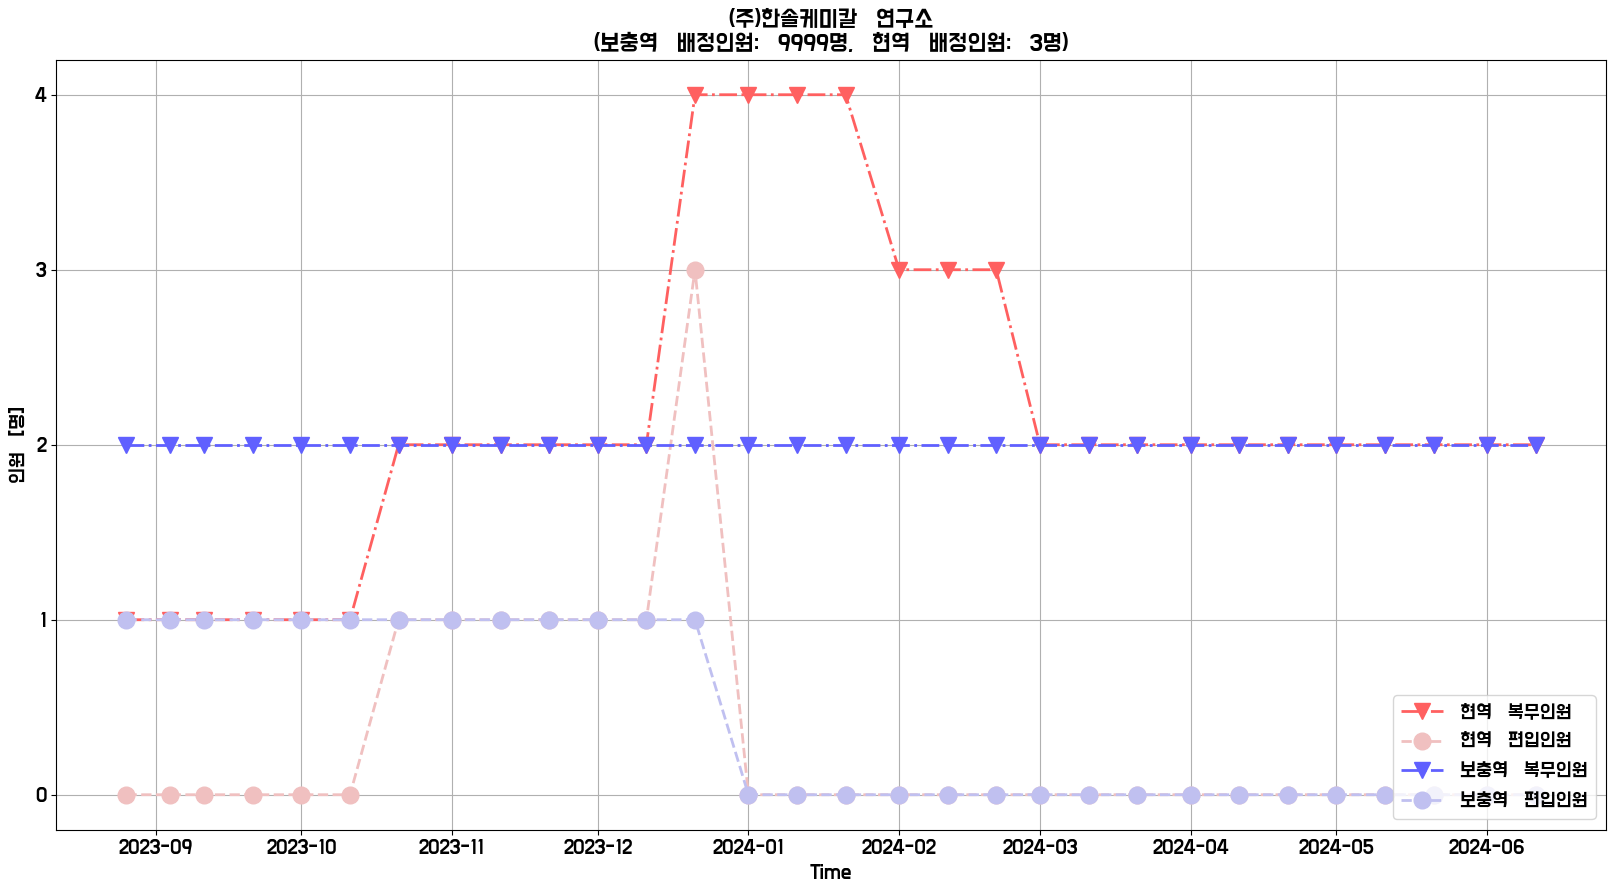 (주)한솔케미칼 연구소
(보충역 배정인원: 9999명, 현역 배정인원: 3명)
인원 [명]
4
3
2
1
0
2023-09 2023-10 2023-11 2023-12 2024-01 2024-02 2024-03 2024-04 2024-05 2024-06
Time
현역 복무인원
현역 편입인원
보충역 복무인원
보충역 편입인원